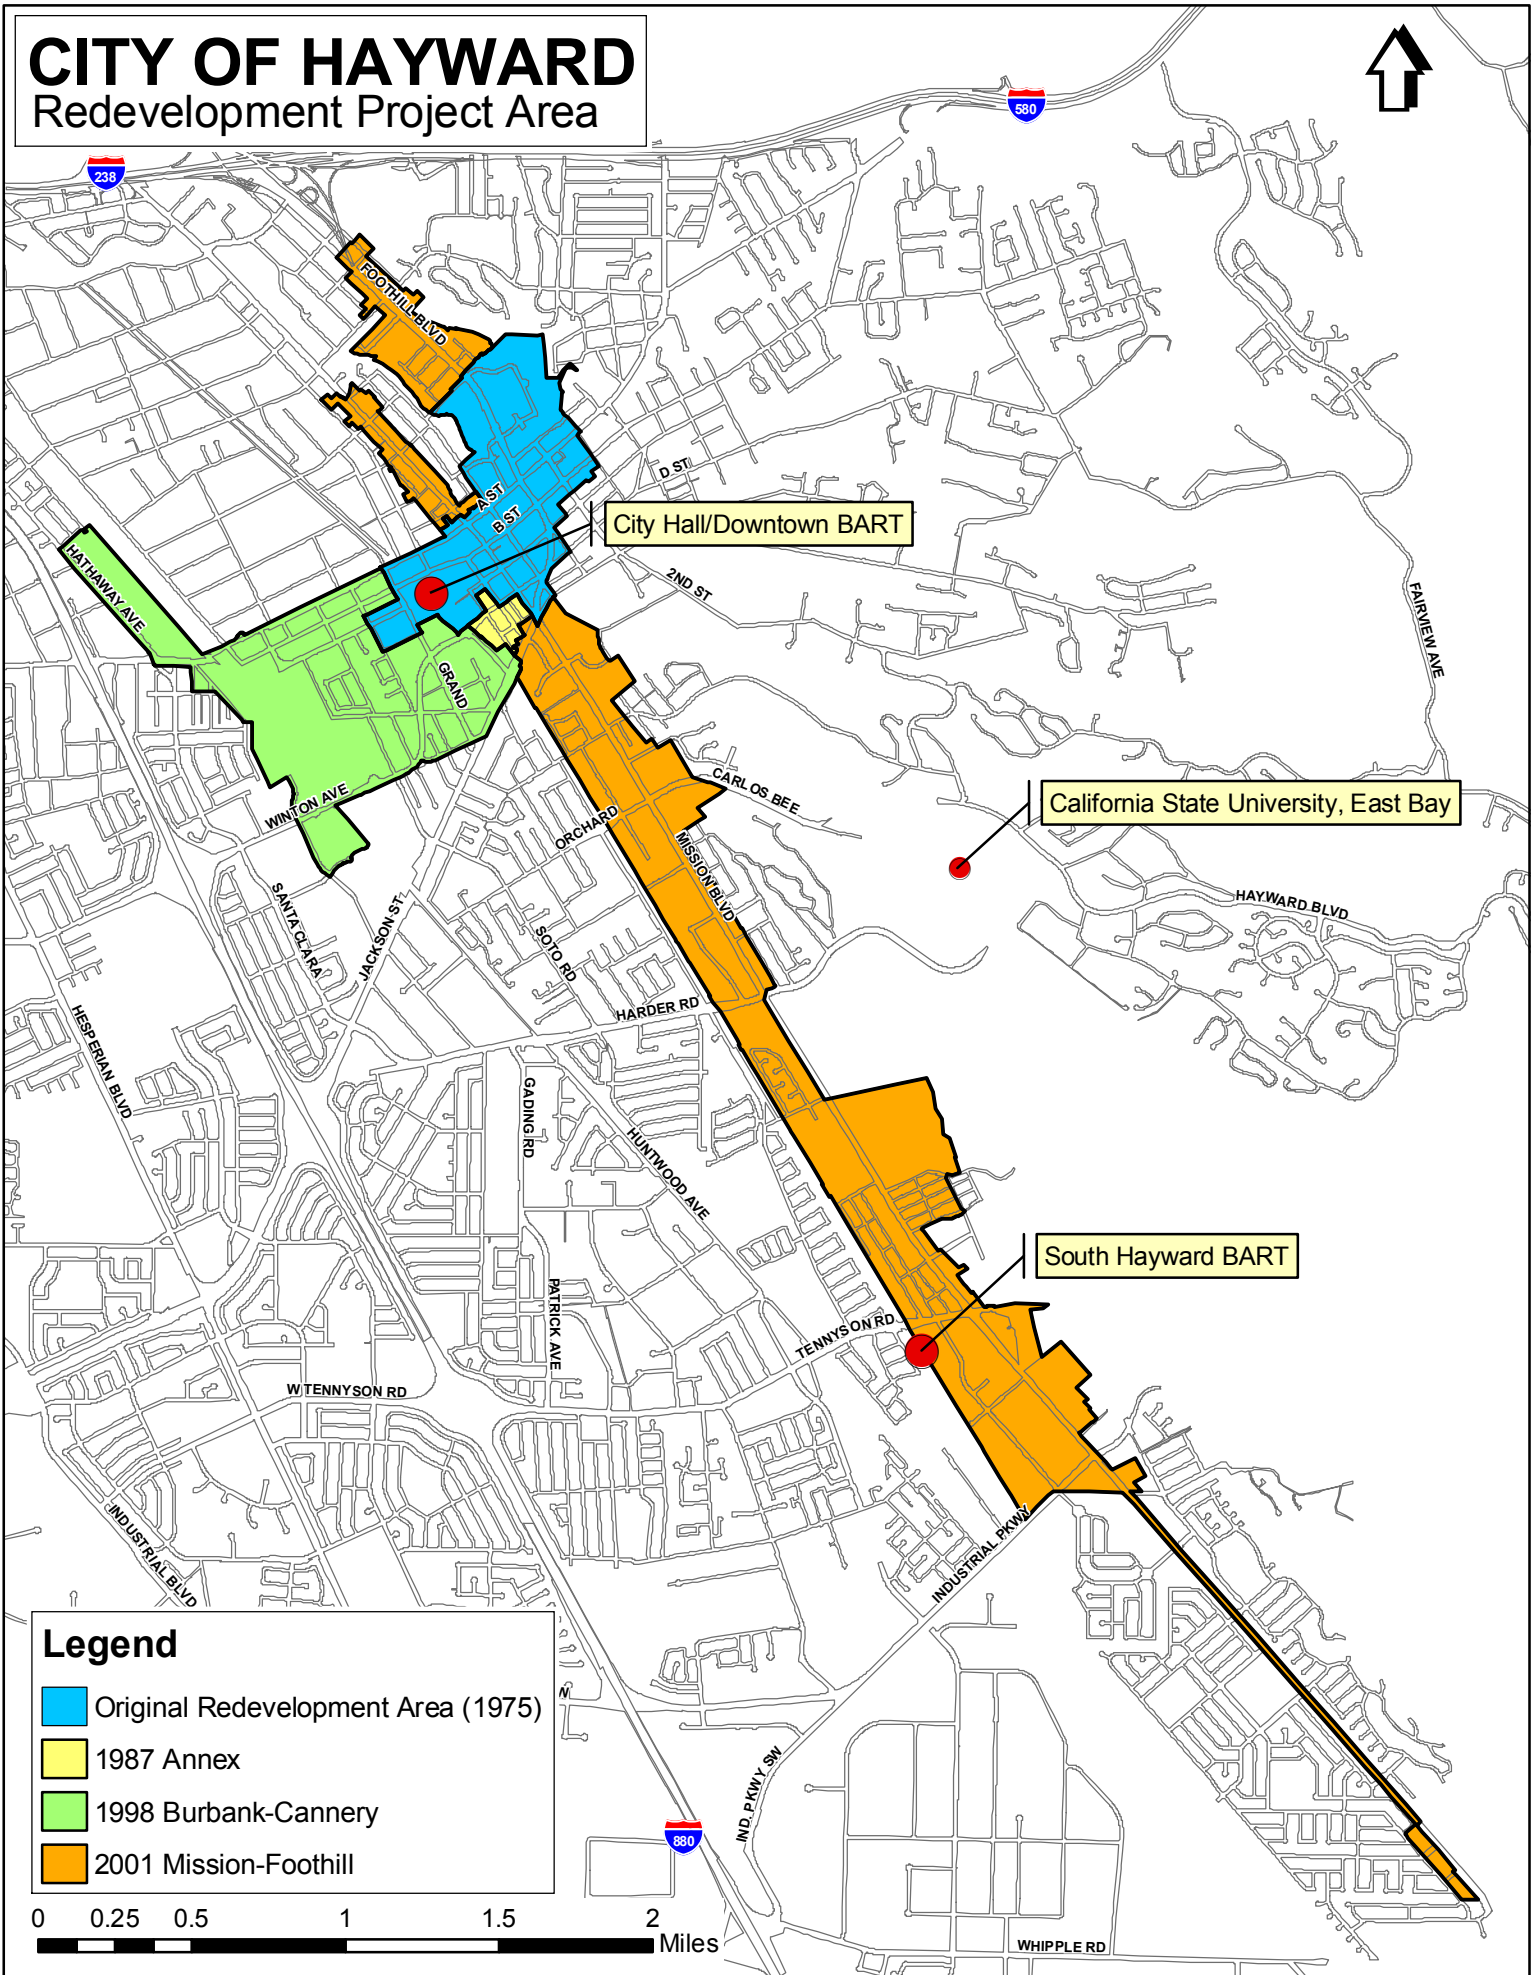 CITY OF HAYWARD
Redevelopment Project Area
580
238
FOOTHILL BLVD
D ST
A ST
B ST
City Hall/Downtown BART
HATHAWAY AVE
2ND ST
FAIRVIEW AVE
GRAND
CARLOS BEE
California State University, East Bay
WINTON AVE
ORCHARD
MISSION BLVD
HAYWARD BLVD
SANTA CLARA
JACKSON ST
SOTO RD
HARDER RD
HESPERIAN BLVD
GADING RD
HUNTWOOD AVE
South Hayward BART
PATRICK AVE
TENNYSON RD
W TENNYSON RD
INDUSTRIAL BLVD
INDUSTRIAL PKWY
Legend
Original Redevelopment Area (1975)
W
1987 Annex
1998 Burbank-Cannery
IND. PKWY SW
880
2001 Mission-Foothill
0 0.25 0.5 1 1.5 2
Miles
WHIPPLE RD